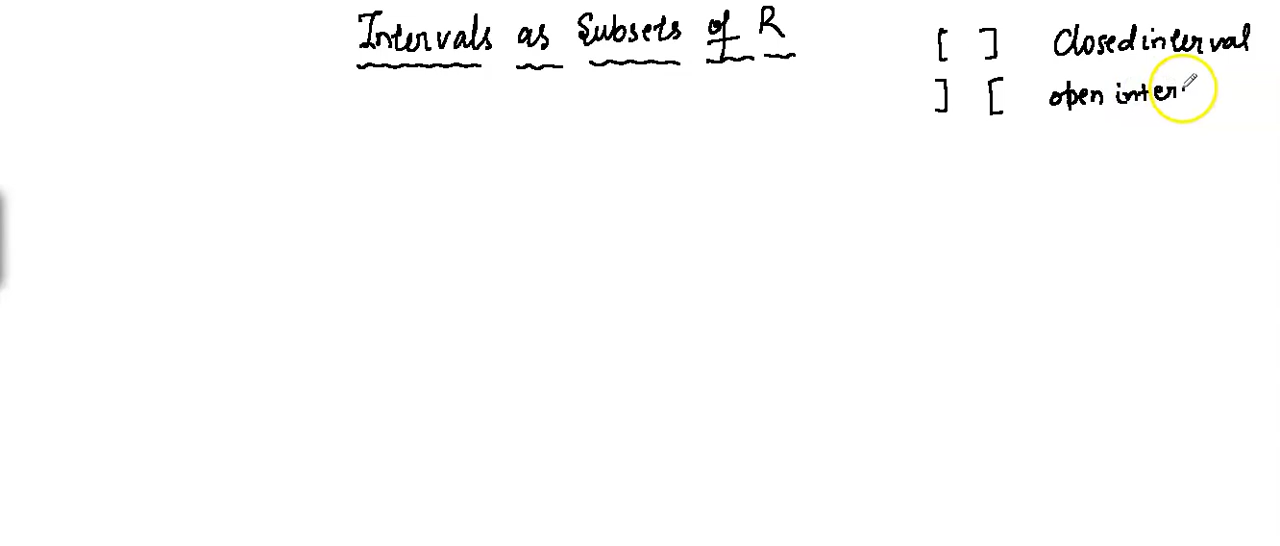 Intervals as Subsets of R
[ ] Closed interval
] [ open inter